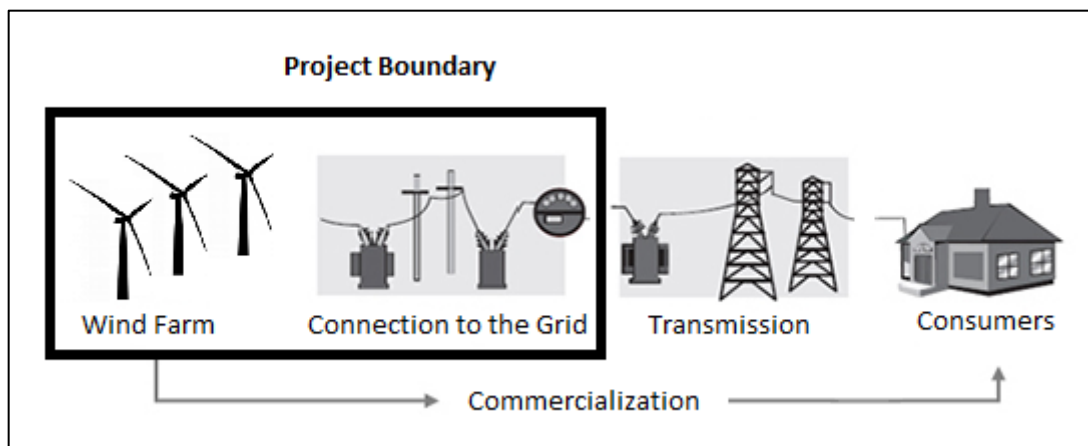 Project Boundary
Wind Farm
Connection to the Grid
Transmission
Consumers
Commercialization